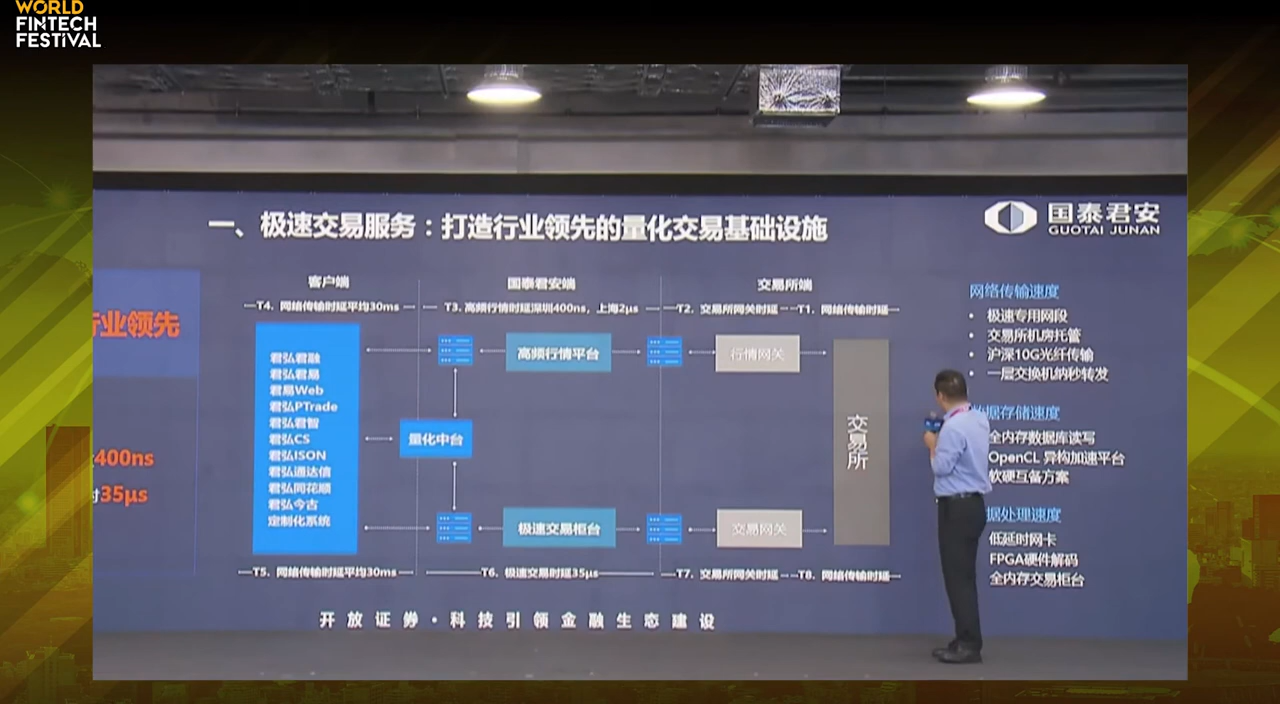 WORLD
FINTECH
FESTIVAL
一、极速交易服务：打造行业领先的量化交易基础设施
国泰君安
GUOTAI JUNAN
行业领先
400ns
35μs
客户端
国泰君安端
交易所端
T4. 网络传输时延平均30ms
T3. 高频行情时延深圳400ns，上海2μs
T2. 交易所网关时延
T1. 网络传输时延
君弘君融
君弘君易
君易Web
君弘PTrade
君弘君智
君弘CS
君弘ISON
君弘通达信
君弘同花顺
君弘今古
定制化系统
高频行情平台
行情网关
量化中台
极速交易柜台
交易网关
交易所
T5. 网络传输时延平均30ms
T6. 极速交易时延35μs
T7. 交易所网关时延
T8. 网络传输时延
网络传输速度
• 极速专用网段
• 交易所机房托管
• 沪深10G光纤传输
• 一层交换机纳秒转发
据存储速度
全内存数据库读写
OpenCL 异构加速平台
软硬互备方案
据处理速度
低延时网卡
FPGA硬件解码
全内存交易柜台
开放证券·科技引领金融生态建设